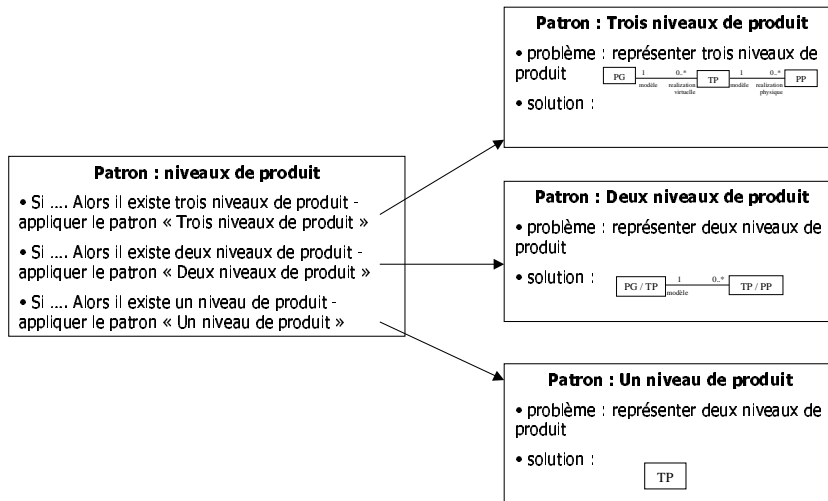 Patron : niveaux de produit
• Si .... Alors il existe trois niveaux de produit -
appliquer le patron « Trois niveaux de produit »
• Si .... Alors il existe deux niveaux de produit -
appliquer le patron « Deux niveaux de produit »
• Si .... Alors il existe un niveau de produit -
appliquer le patron « Un niveau de produit »
Patron : Trois niveaux de produit
• problème : représenter trois niveaux de
produit
PG 1 0..* TP 1 0..* PP
modèle realization virtuelle modèle realization physique
• solution :
Patron : Deux niveaux de produit
• problème : représenter deux niveaux de
produit
• solution :
PG / TP 1 0..* TP / PP
modèle
Patron : Un niveau de produit
• problème : représenter deux niveaux de
produit
• solution :
TP